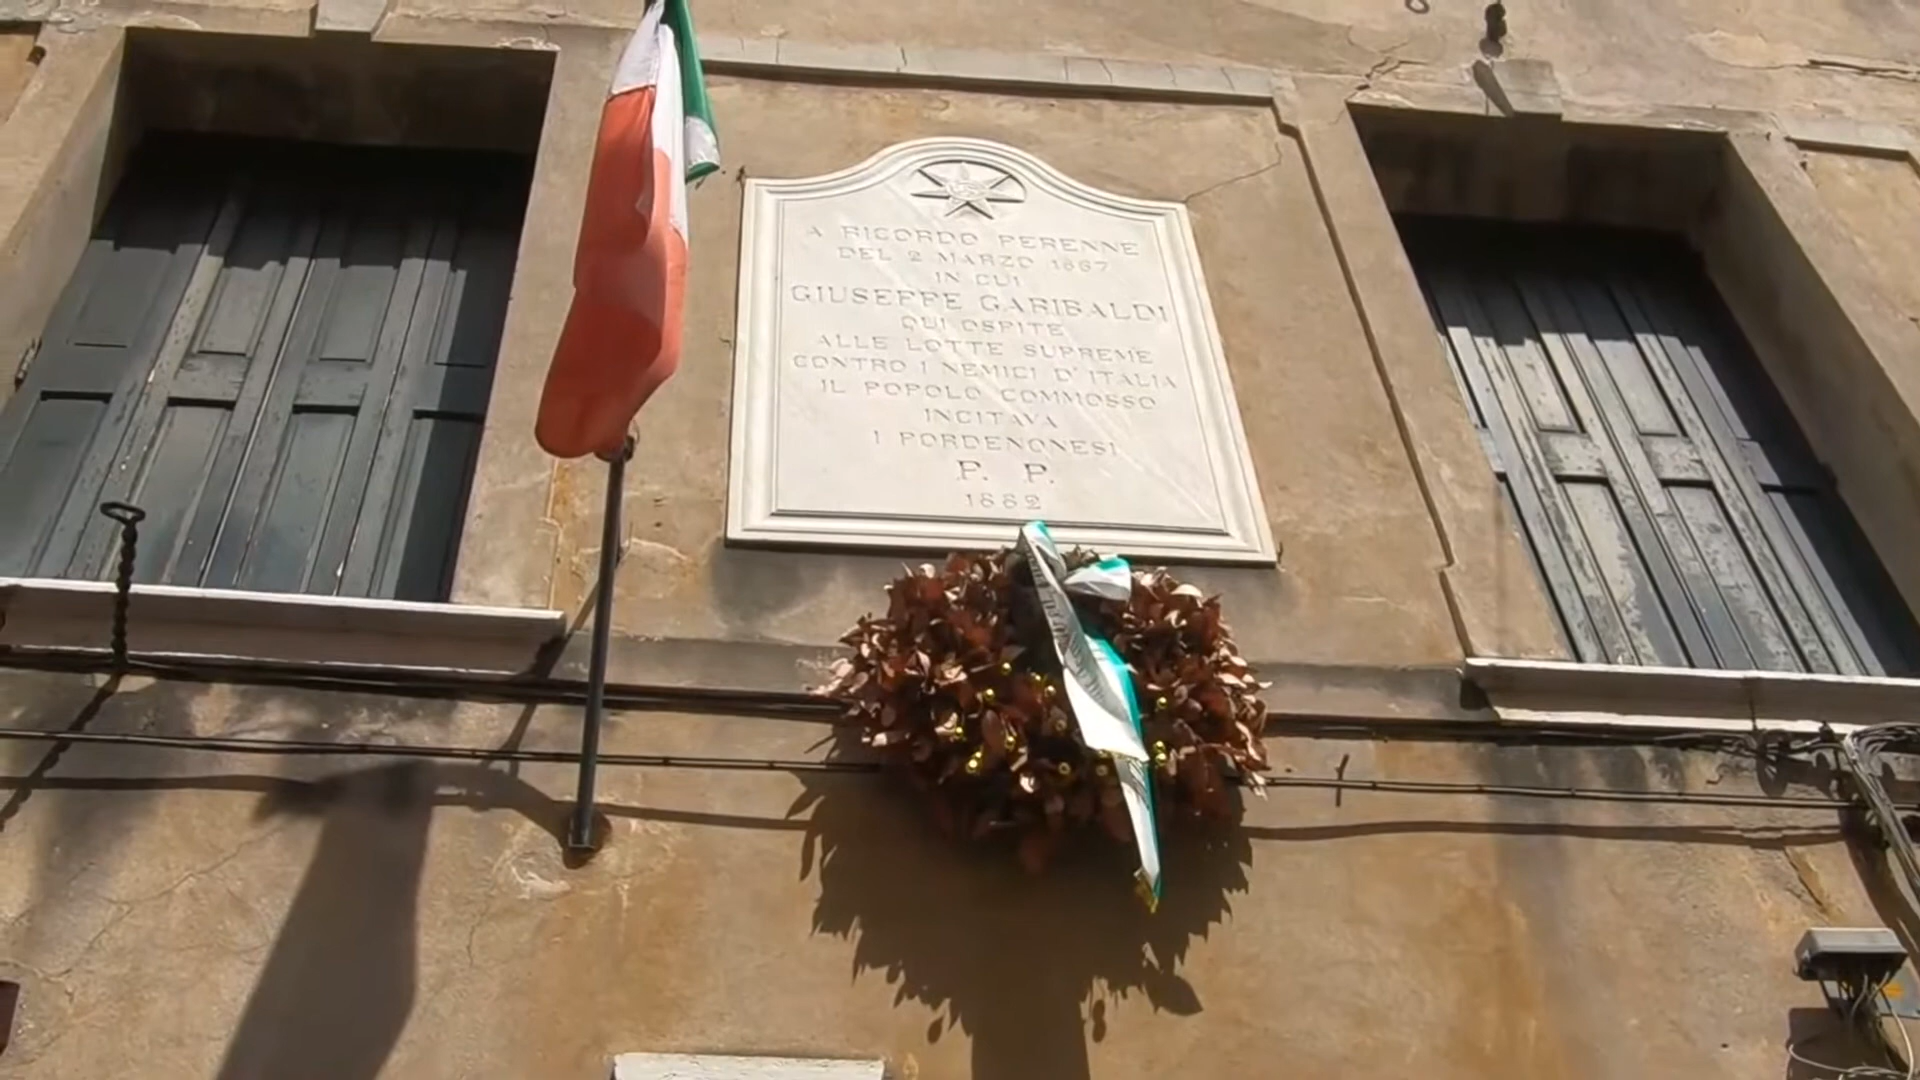 A RICORDO PERENNE
DEL 2 MARZO 1867
IN CUI
GIUSEPPE GARIBALDI
QUI OSPITE
ALLE LOTTE SUPREME
CONTRO I NEMICI D'ITALIA
IL POPOLO COMMOSSO
INCITAVA
I PORDENONESI
P. P.
1882